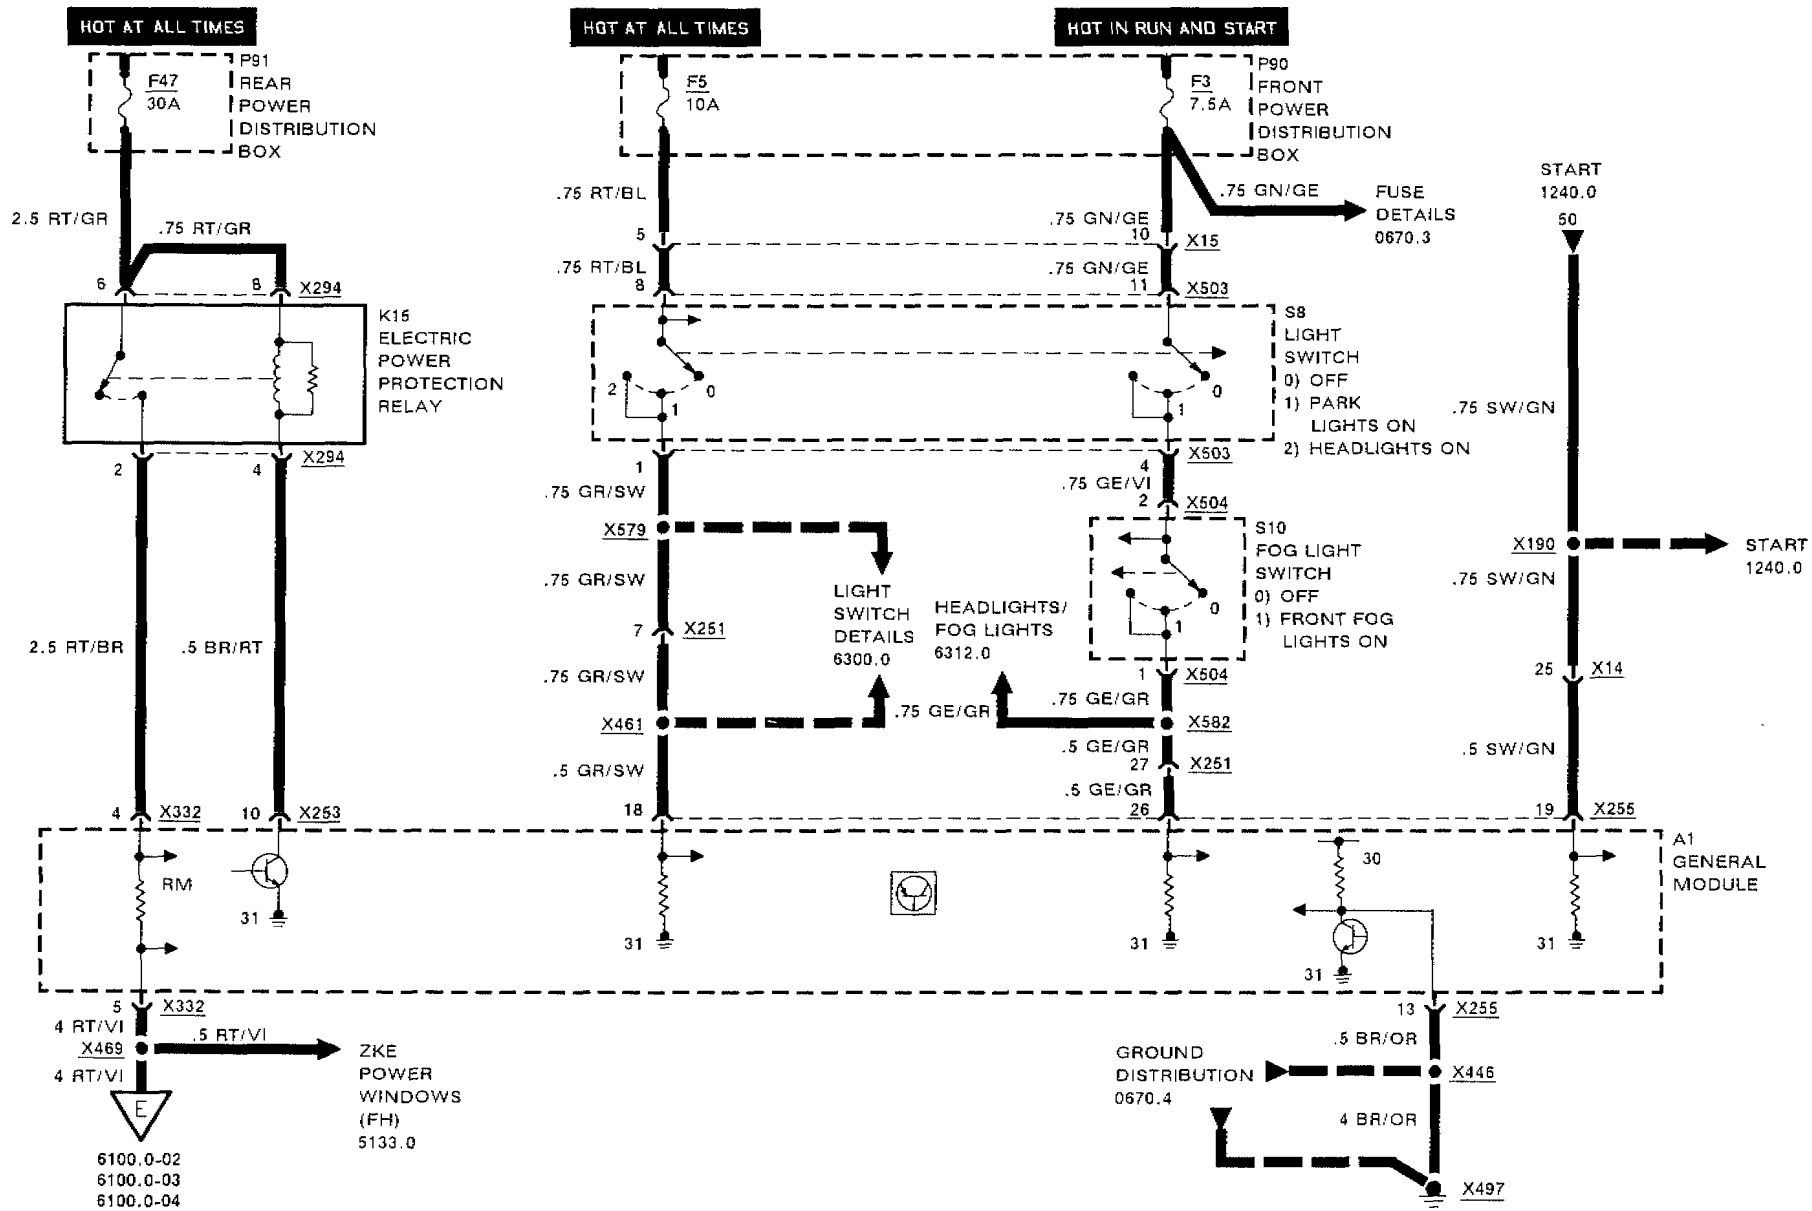 HOT AT ALL TIMES
HOT AT ALL TIMES
HOT IN RUN AND START
F47
30A
P91
REAR
POWER
DISTRIBUTION
BOX
F5
10A
F3
7.5A
P90
FRONT
POWER
DISTRIBUTION
BOX
START
1240.0
50
2.5 RT/GR
.75 RT/GR
.75 RT/BL
.75 GN/GE
.75 GN/GE
FUSE
DETAILS
0670.3
5
10
X15
.75 RT/BL
.75 GN/GE
6
8
X294
8
11
X503
K15
ELECTRIC
POWER
PROTECTION
RELAY
2
0
1
0
1
S8
LIGHT
SWITCH
0) OFF
1) PARK
LIGHTS ON
2) HEADLIGHTS ON
.75 SW/GN
2
4
X294
1
4
X503
.75 GR/SW
.75 GE/VI
2
X504
X579
S10
FOG LIGHT
SWITCH
0) OFF
1) FRONT FOG
LIGHTS ON
0
1
X190
START
1240.0
.75 GR/SW
.75 SW/GN
LIGHT
SWITCH
DETAILS
6300.0
HEADLIGHTS/
FOG LIGHTS
6312.0
7
X251
2.5 RT/BR
.5 BR/RT
.75 GR/SW
1
X504
25
X14
.75 GE/GR
.75 GE/GR
X461
X582
.5 GR/SW
.5 GE/GR
27
X251
.5 GE/GR
.5 SW/GN
4
X332
10
X253
18
26
19
X255
RM
31
31
31
30
31
31
A1
GENERAL
MODULE
5
X332
4 RT/VI
.5 RT/VI
X469
4 RT/VI
E
ZKE
POWER
WINDOWS
(FH)
5133.0
13
X255
.5 BR/OR
GROUND
DISTRIBUTION
0670.4
X446
4 BR/OR
X497
6100.0-02
6100.0-03
6100.0-04